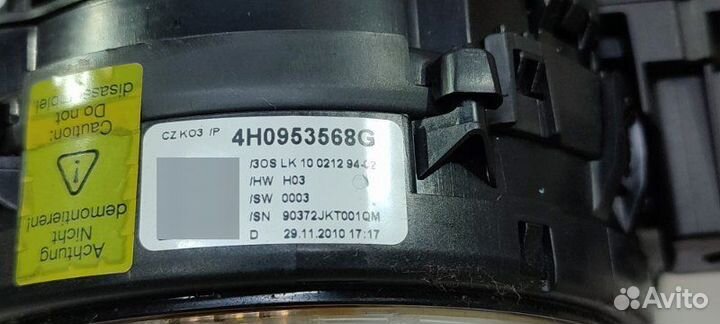 disassemble!
Do not
Caution:
Achtung
Nicht
demontieren!
CZ KO3 /P 4H0953568G
/3OS LK 10 0212 94-02
/HW H03
/SW 0003
/SN 90372JKT001QM
D 29.11.2010 17:17
Avito